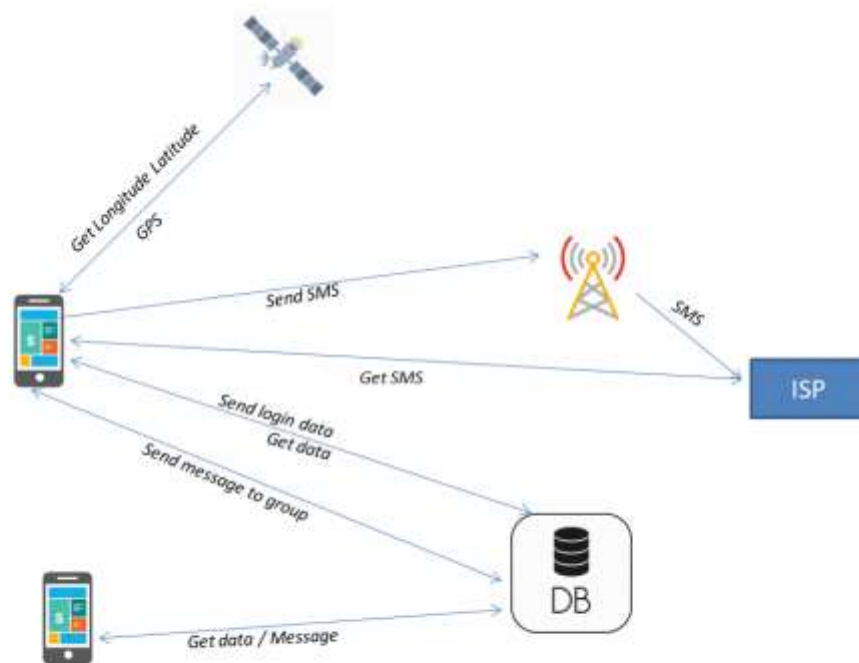 Get Longitude Latitude
GPS
Send SMS
SMS
Get SMS
ISP
Send login data
Get data
Send message to group
DB
Get data / Message